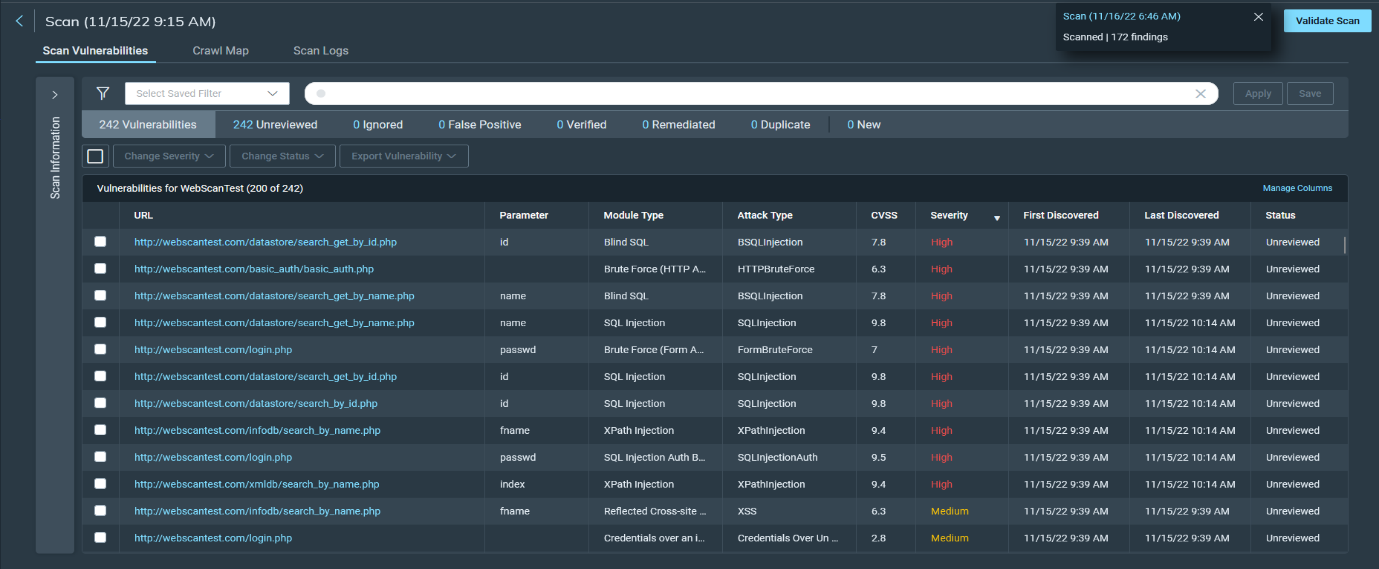 Scan (11/15/22 9:15 AM)
Scan (11/16/22 6:46 AM)
Scanned | 172 findings
Validate Scan
Scan Vulnerabilities Crawl Map Scan Logs
Scan Information
Select Saved Filter Apply Save
242 Vulnerabilities 242 Unreviewed 0 Ignored 0 False Positive 0 Verified 0 Remediated 0 Duplicate 0 New
Change Severity Change Status Export Vulnerability
Vulnerabilities for WebScanTest (200 of 242) Manage Columns
URL Parameter Module Type Attack Type CVSS Severity First Discovered Last Discovered Status
http://webscantest.com/datastore/search_get_by_id.php id Blind SQL BSQLInjection 7.8 High 11/15/22 9:39 AM 11/15/22 9:39 AM Unreviewed
http://webscantest.com/basic_auth/basic_auth.php Brute Force (HTTP A... HTTPBruteForce 6.3 High 11/15/22 9:39 AM 11/15/22 9:39 AM Unreviewed
http://webscantest.com/datastore/search_get_by_name.php name Blind SQL BSQLInjection 7.8 High 11/15/22 9:39 AM 11/15/22 9:39 AM Unreviewed
http://webscantest.com/datastore/search_get_by_name.php name SQL Injection SQLInjection 9.8 High 11/15/22 9:39 AM 11/15/22 10:14 AM Unreviewed
http://webscantest.com/login.php passwd Brute Force (Form A... FormBruteForce 7 High 11/15/22 9:39 AM 11/15/22 10:14 AM Unreviewed
http://webscantest.com/datastore/search_get_by_id.php id SQL Injection SQLInjection 9.8 High 11/15/22 9:39 AM 11/15/22 10:14 AM Unreviewed
http://webscantest.com/datastore/search_by_id.php id SQL Injection SQLInjection 9.8 High 11/15/22 9:39 AM 11/15/22 10:14 AM Unreviewed
http://webscantest.com/infodb/search_by_name.php fname XPath Injection XPathInjection 9.4 High 11/15/22 9:39 AM 11/15/22 10:14 AM Unreviewed
http://webscantest.com/login.php passwd SQL Injection Auth B... SQLInjectionAuth 9.5 High 11/15/22 9:39 AM 11/15/22 10:14 AM Unreviewed
http://webscantest.com/xmldb/search_by_name.php index XPath Injection XPathInjection 9.4 High 11/15/22 9:39 AM 11/15/22 10:14 AM Unreviewed
http://webscantest.com/infodb/search_by_name.php fname Reflected Cross-site ... XSS 6.3 Medium 11/15/22 9:39 AM 11/15/22 9:39 AM Unreviewed
http://webscantest.com/login.php Credentials over an i... Credentials Over Un ... 2.8 Medium 11/15/22 9:39 AM 11/15/22 9:39 AM Unreviewed